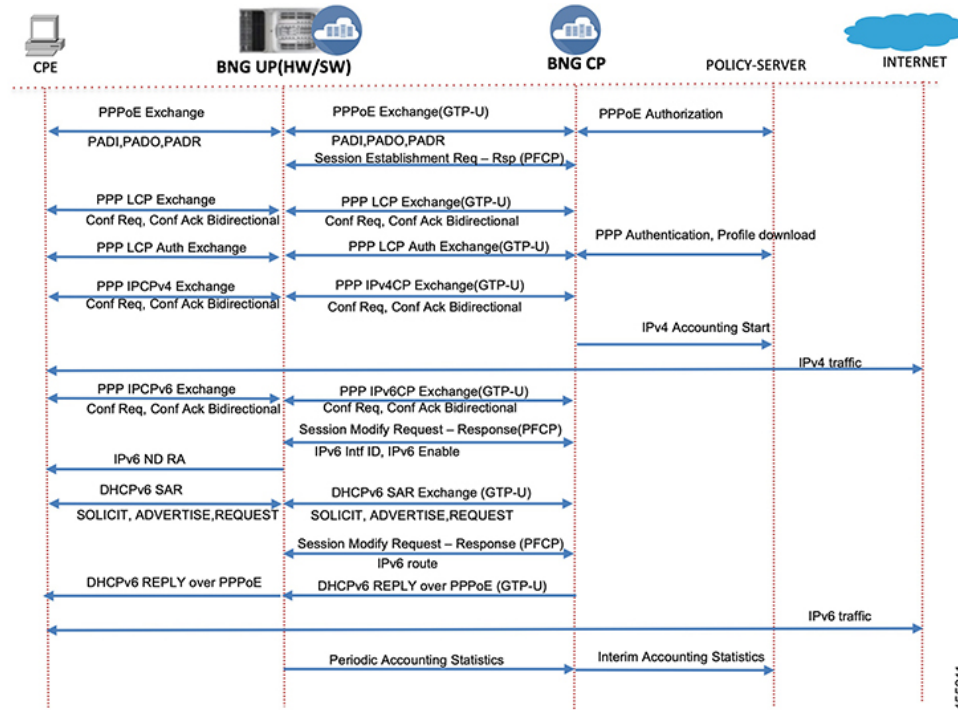 CPE
BNG UP(HW/SW)
BNG CP
POLICY-SERVER
INTERNET
PPPoE Exchange
PPPoE Exchange(GTP-U)
PPPoE Authorization
PADI,PADO,PADR
PADI,PADO,PADR
Session Establishment Req – Rsp (PFCP)
PPP LCP Exchange
PPP LCP Exchange(GTP-U)
Conf Req, Conf Ack Bidirectional
Conf Req, Conf Ack Bidirectional
PPP LCP Auth Exchange
PPP LCP Auth Exchange(GTP-U)
PPP Authentication, Profile download
PPP IPCPv4 Exchange
PPP IPv4CP Exchange(GTP-U)
Conf Req, Conf Ack Bidirectional
Conf Req, Conf Ack Bidirectional
IPv4 Accounting Start
IPv4 traffic
PPP IPCPv6 Exchange
PPP IPv6CP Exchange(GTP-U)
Conf Req, Conf Ack Bidirectional
Conf Req, Conf Ack Bidirectional
Session Modify Request – Response(PFCP)
IPv6 Intf ID, IPv6 Enable
IPv6 ND RA
DHCPv6 SAR
DHCPv6 SAR Exchange (GTP-U)
SOLICIT, ADVERTISE,REQUEST
SOLICIT, ADVERTISE,REQUEST
Session Modify Request – Response (PFCP)
IPv6 route
DHCPv6 REPLY over PPPoE
DHCPv6 REPLY over PPPoE (GTP-U)
IPv6 traffic
Periodic Accounting Statistics
Interim Accounting Statistics